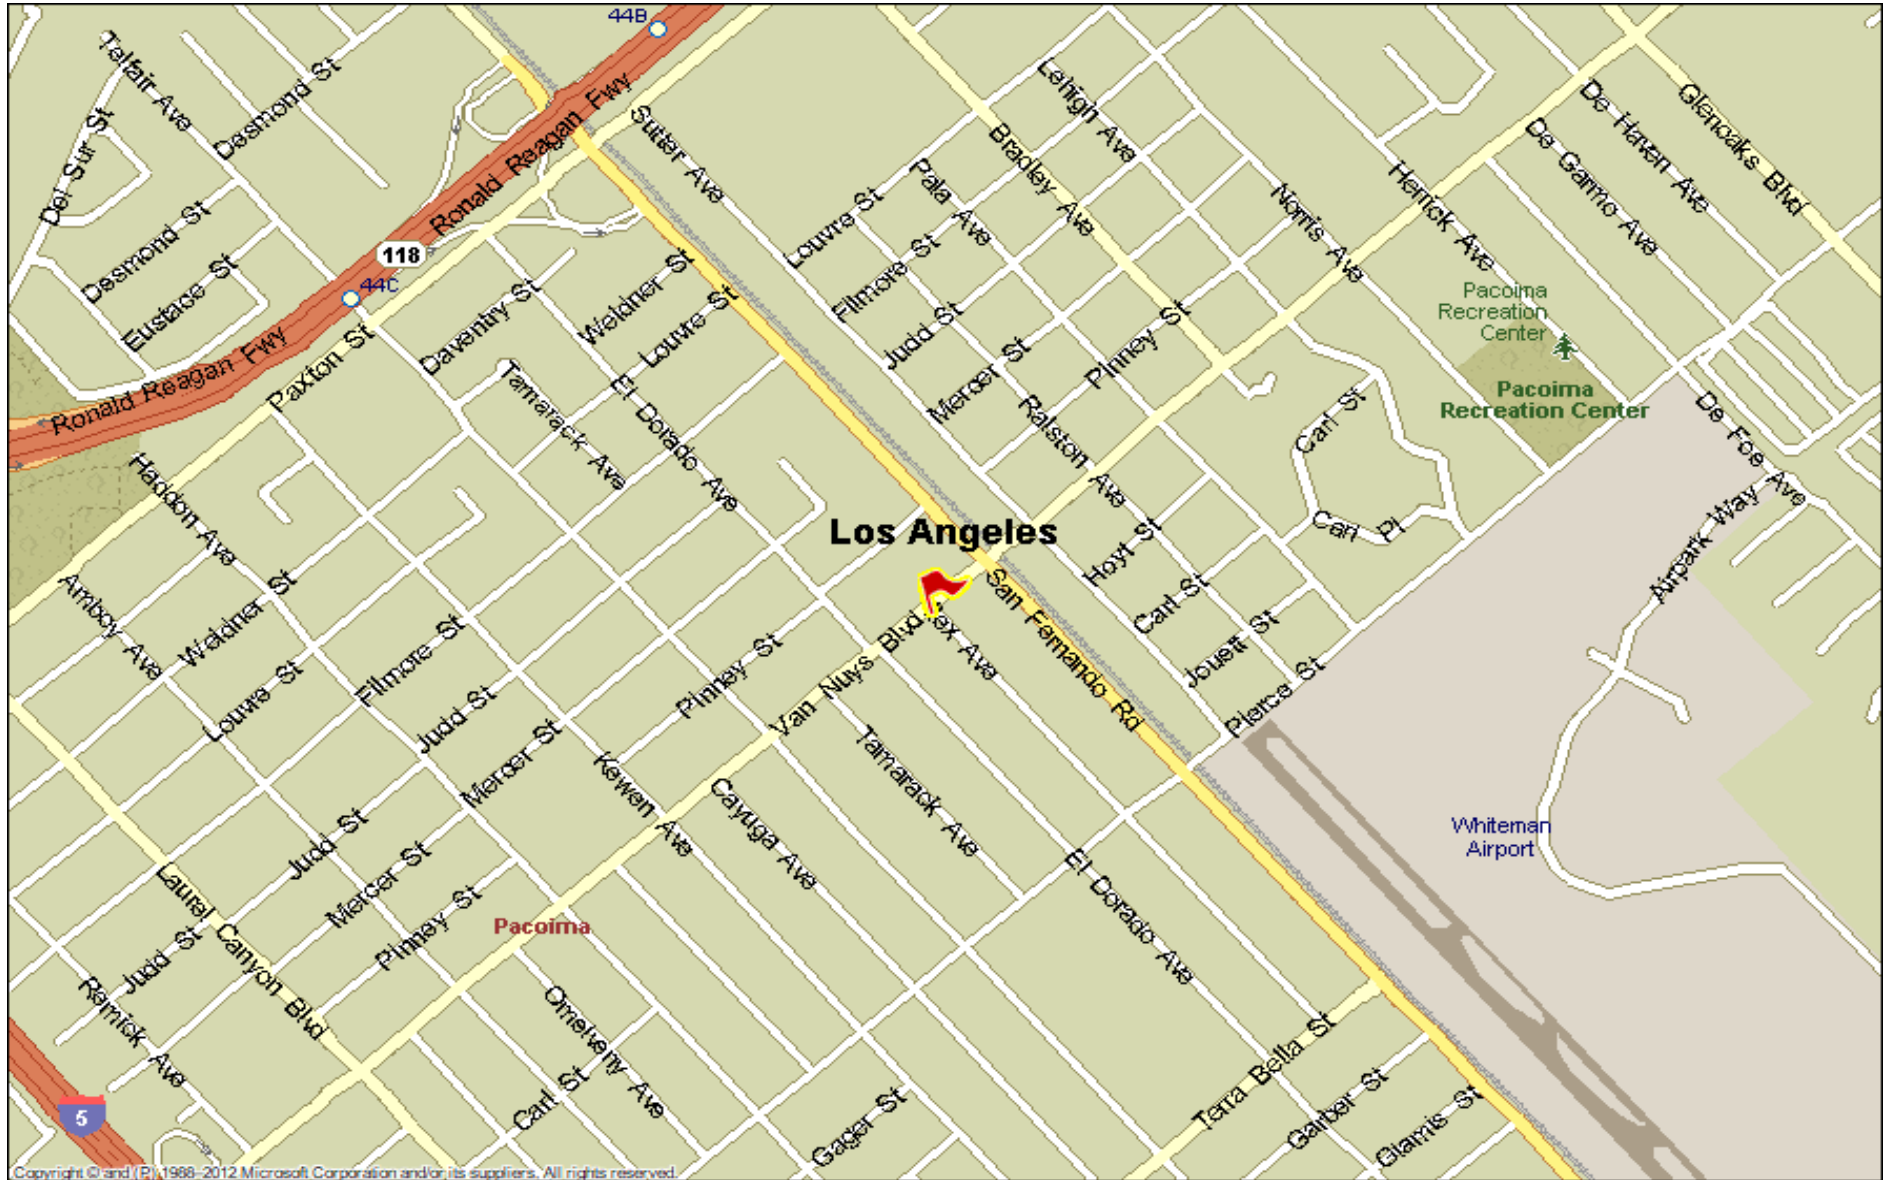 44B
Telfair Ave
Desmond St
Ronald Reagan Fwy
Del Sur St
Sutter Ave
Lehigh Ave
Bradley Ave
De Haven Ave
Glenoaks Blvd
De Garmo Ave
Herrick Ave
Norris Ave
Pala Ave
Louvre St
Filmore St
Desmond St
Eustace St
118
44C
Weidner St
Louvre St
Daventry St
Judd St
Mercer St
Pinney St
Pacoima
Recreation
Center
Pacoima
Recreation Center
Ronald Reagan Fwy
Paxton St
Tamarack Ave
El Dorado Ave
Ralston Ave
Carl St
Carl Pl
De Foe Ave
Airpark Way
Haddon Ave
Los Angeles
Hoyt St
Carl St
Jouett St
Pierce St
San Fernando Rd
Amboy Ave
Weidner St
Louvre St
Filmore St
Judd St
Mercer St
Pinney St
Van Nuys Blvd
Tamarack Ave
Kewen Ave
Cayuga Ave
El Dorado Ave
Whiteman
Airport
Laurel Canyon Blvd
Judd St
Mercer St
Pinney St
Pacoima
Judd St
Remick Ave
Omelveny Ave
Carl St
Gager St
Terra Bella St
Garber St
Glamis St
5
Copyright © and (P) 1988–2012 Microsoft Corporation and/or its suppliers. All rights reserved.